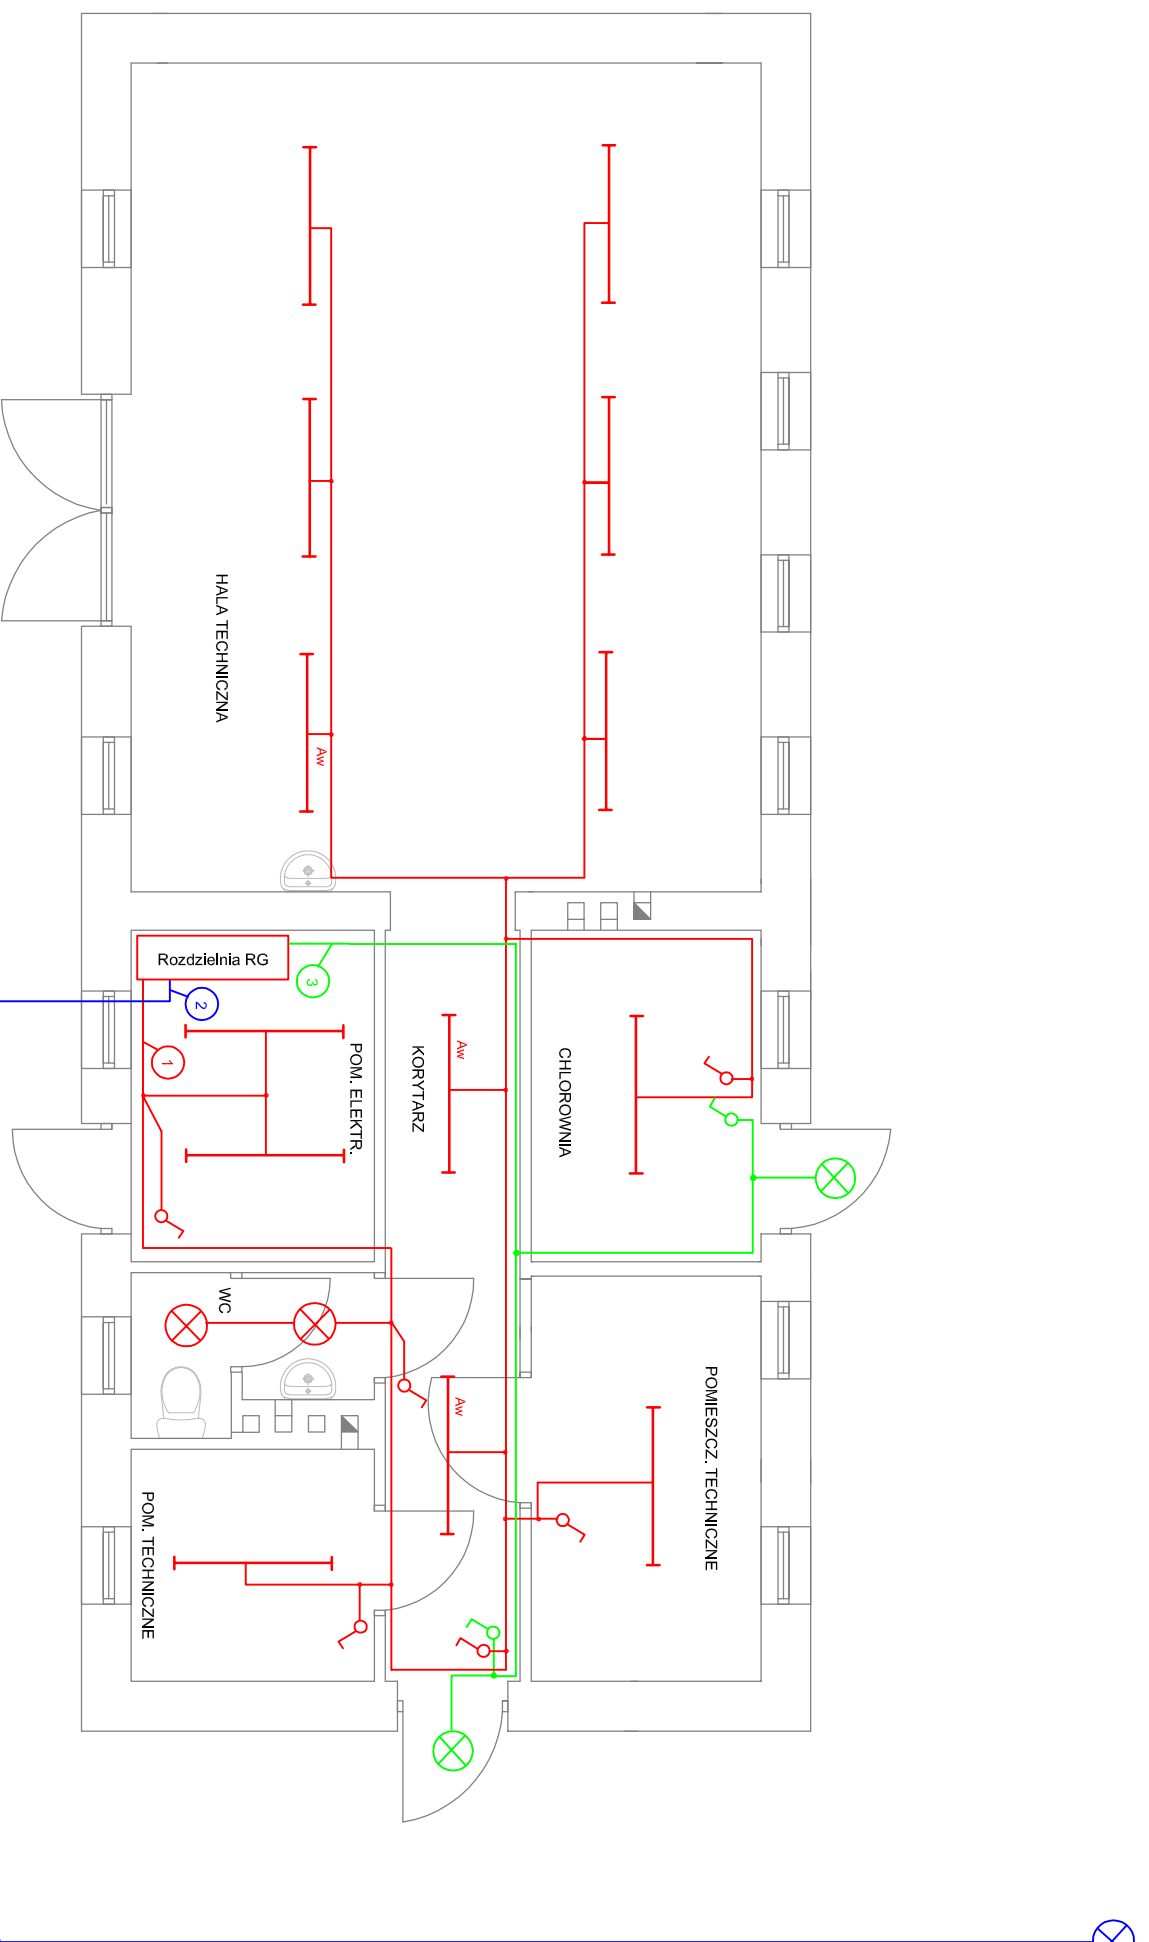 HALA TECHNICZNA
Aw
Rozdzielnia RG
3
2
1
POM. ELEKTR.
KORYTARZ
Aw
CHLOROWNIA
WC
Aw
POMIESZCZ. TECHNICZNE
POM. TECHNICZNE